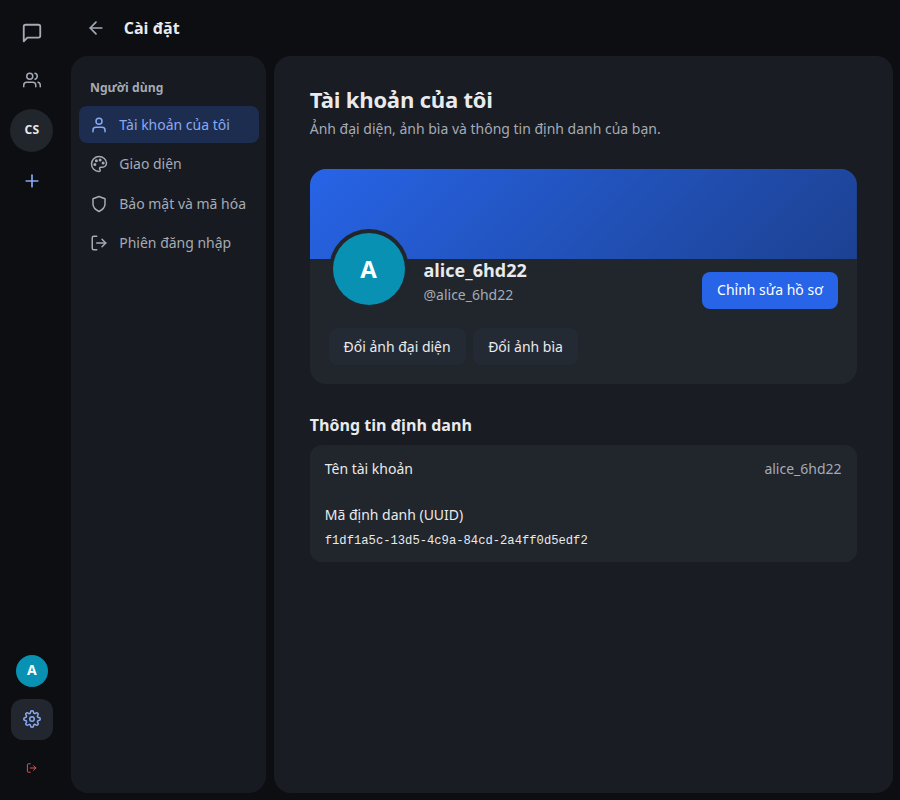 Cài đặt
CS
Người dùng
Tài khoản của tôi
Giao diện
Bảo mật và mã hóa
Phiên đăng nhập
A
Tài khoản của tôi
Ảnh đại diện, ảnh bìa và thông tin định danh của bạn.
A
alice_6hd22
@alice_6hd22
Chỉnh sửa hồ sơ
Đổi ảnh đại diện
Đổi ảnh bìa
Thông tin định danh
Tên tài khoản
alice_6hd22
Mã định danh (UUID)
f1df1a5c-13d5-4c9a-84cd-2a4ff0d5edf2